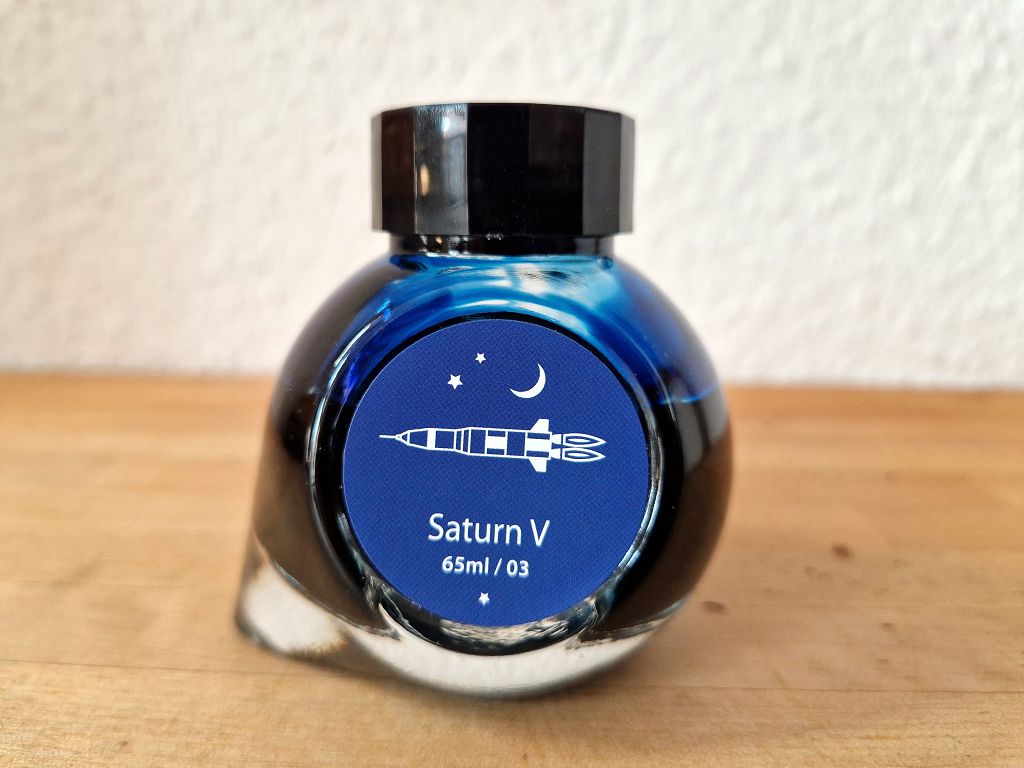 Saturn V
65ml / 03